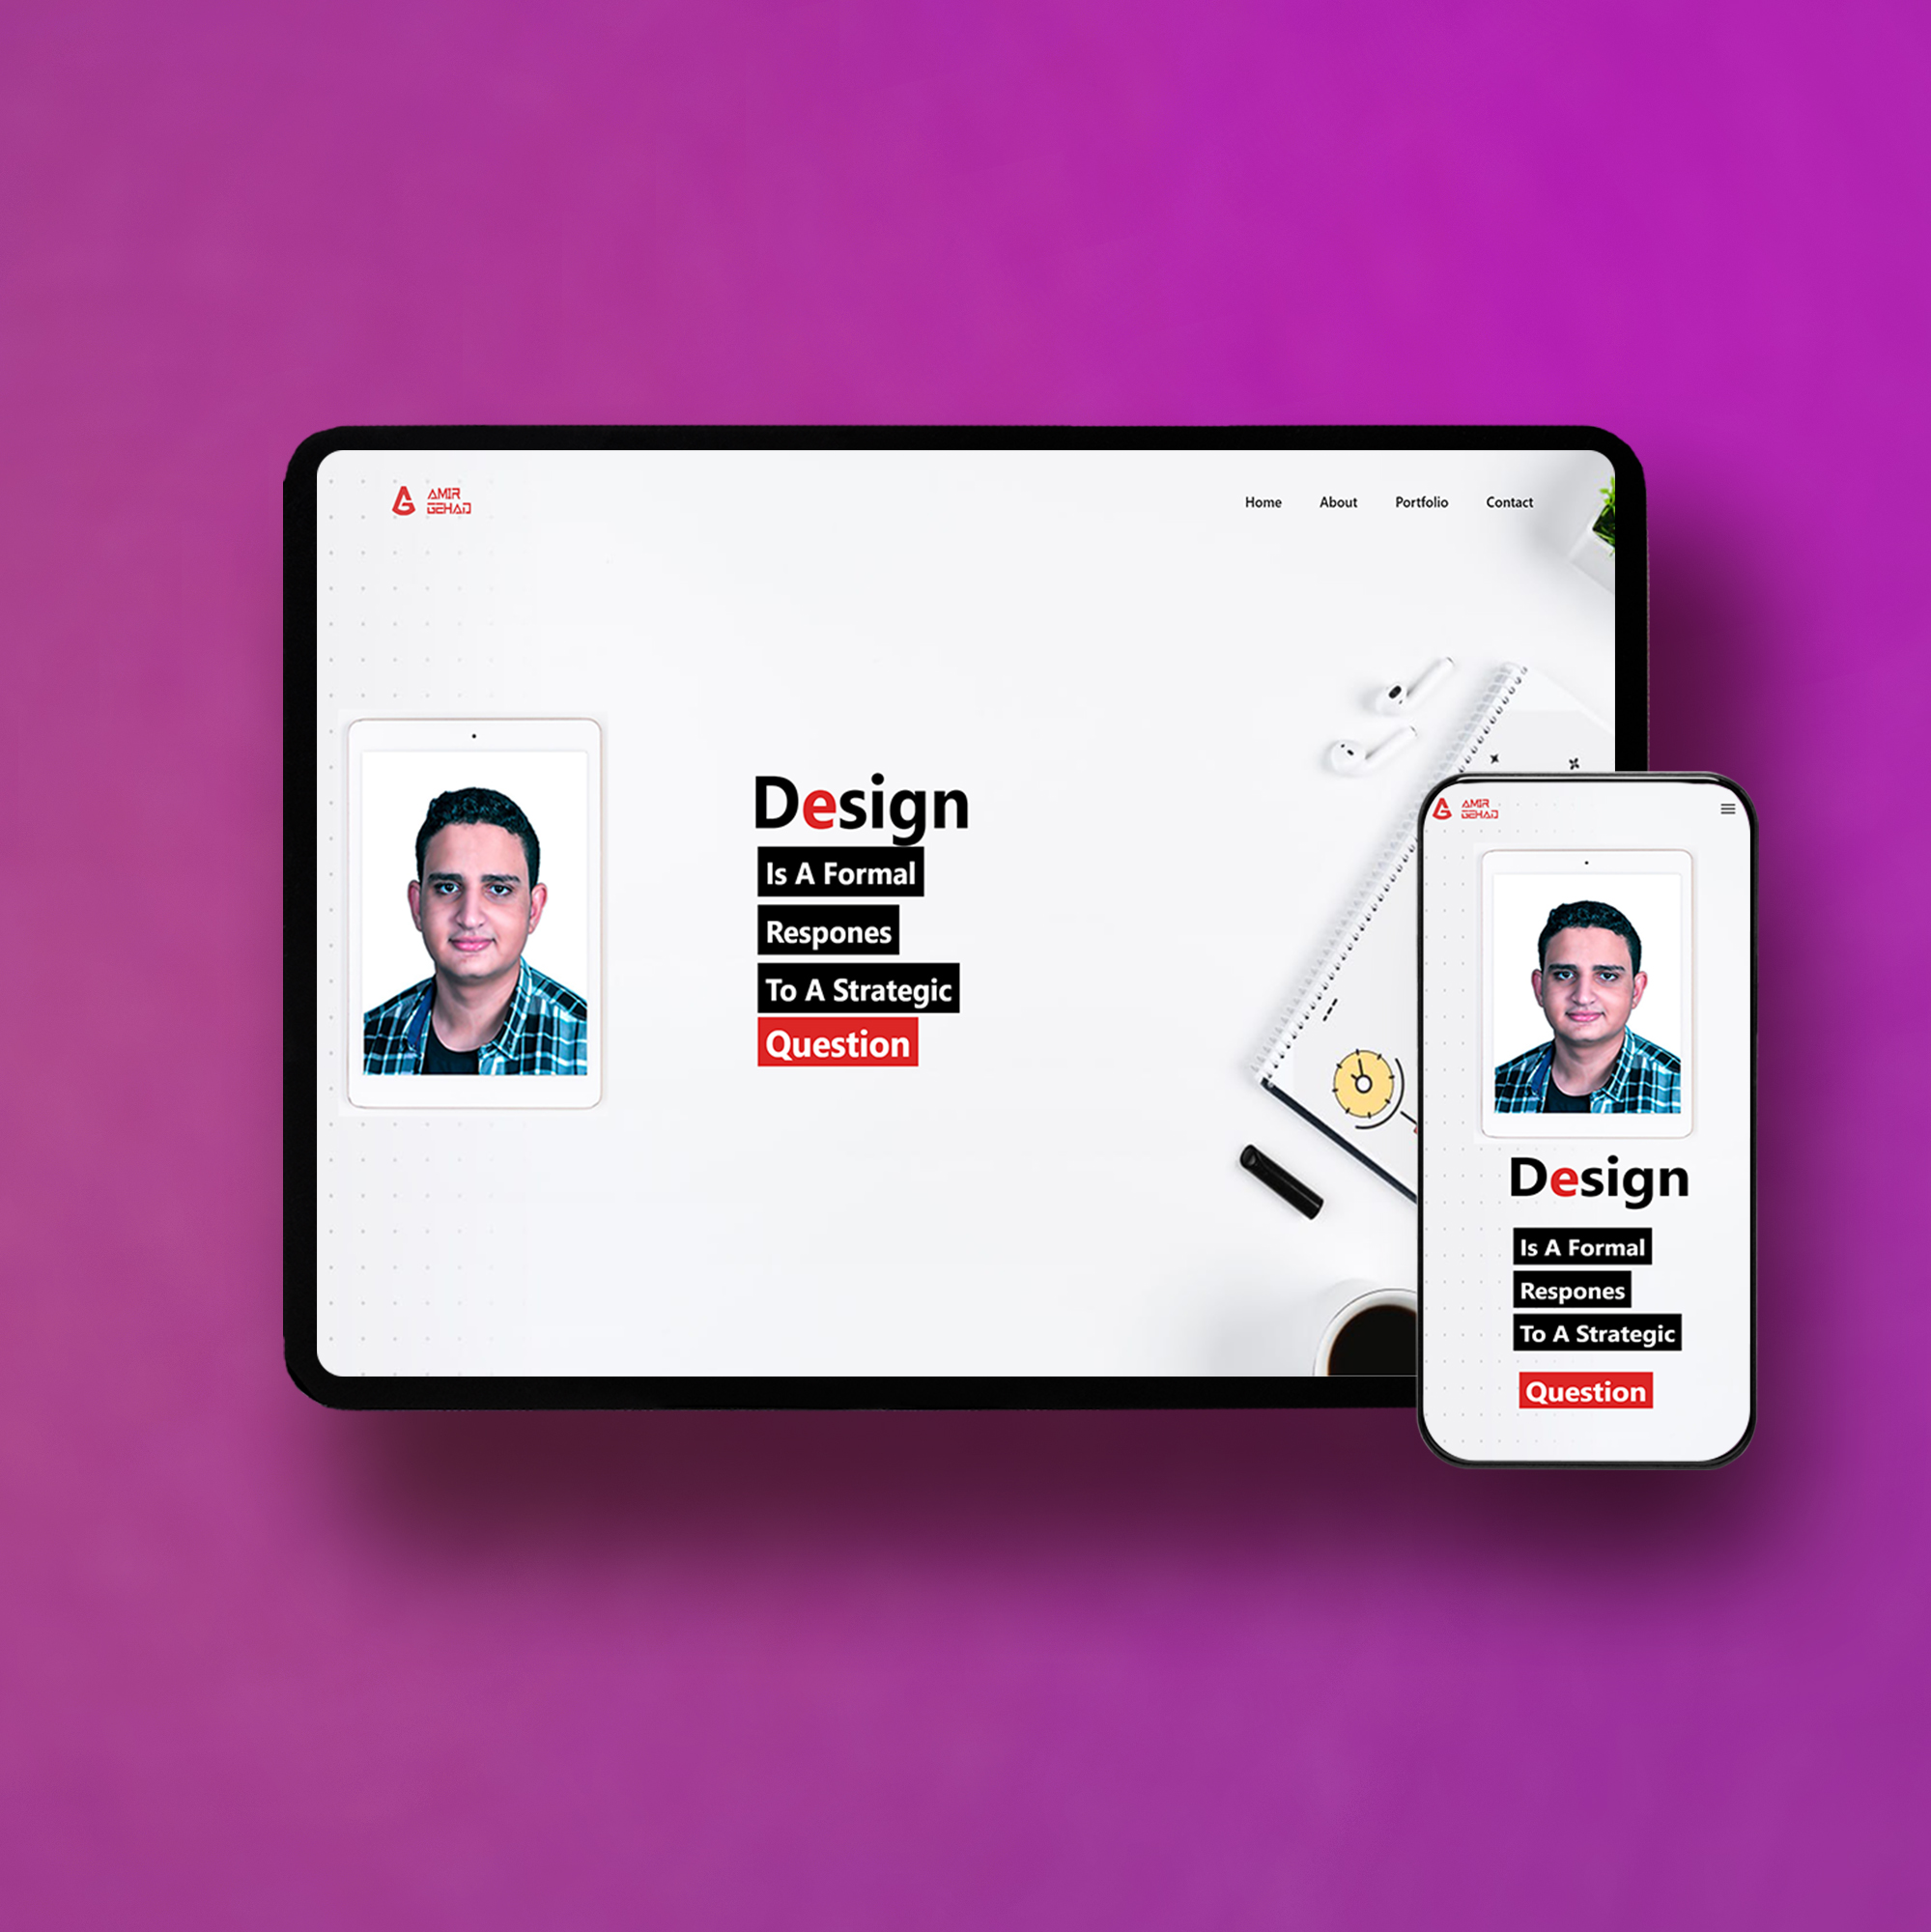 AMIR
GEHAD
Home About Portfolio Contact
Design
Is A Formal
Respones
To A Strategic
Question
AMIR
GEHAD
Design
Is A Formal
Respones
To A Strategic
Question